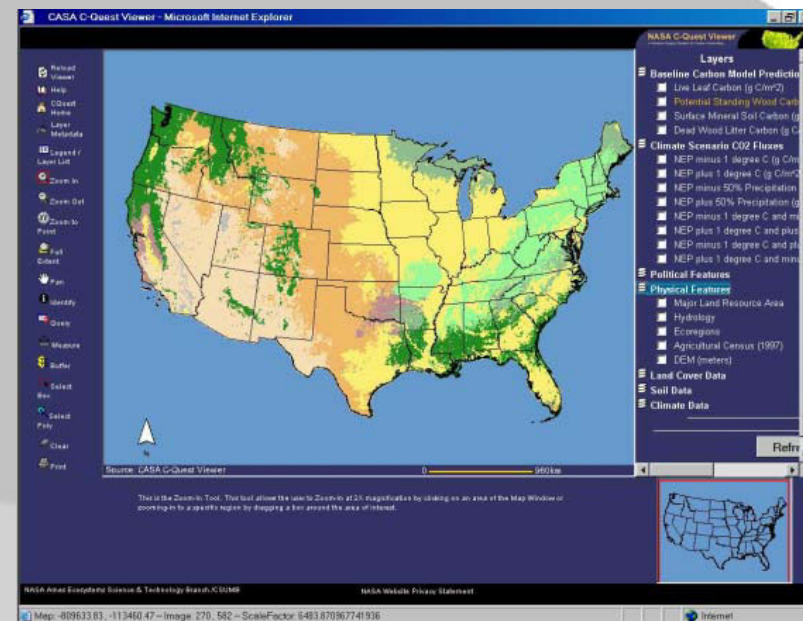 CASA C-Quest Viewer - Microsoft Internet Explorer
NASA C-Quest Viewer
Reload
Viewer
Help
CQuest
Home
Layer
Metadata
Legend /
Layer List
Zoom In
Zoom Out
Zoom to
Point
Full
Extent
Pan
Identify
Query
Measure
Buffer
Select
Box
Select
Poly
Clear
Print
N
Source: CASA C-Quest Viewer
0 960km
Layers
Baseline Carbon Model Predictio
Live Leaf Carbon (g C/m^2)
Potential Standing Wood Carb
Surface Mineral Soil Carbon (g
Dead Wood Litter Carbon (g C
Climate Scenario CO2 Fluxes
NEP minus 1 degree C (g C/m
NEP plus 1 degree C (g C/m^2
NEP minus 50% Precipitation
NEP plus 50% Precipitation (g
NEP minus 1 degree C and mi
NEP plus 1 degree C and plus
NEP minus 1 degree C and plu
NEP plus 1 degree C and minu
Political Features
Physical Features
Major Land Resource Area
Hydrology
Ecoregions
Agricultural Census (1997)
DEM (meters)
Land Cover Data
Soil Data
Climate Data
Refre
This is the Zoom-In Tool. This tool allows the user to Zoom-in at 2X magnification by clicking on an area of the Map Window or
zooming-in to a specific region by dragging a box around the area of interest.
NASA Ames Ecosystems Science & Technology Branch /CSUMB
NASA Website Privacy Statement
Map: -809633.83 , -113460.47 -- Image: 270 , 582 -- ScaleFactor: 6483.870967741936
Internet